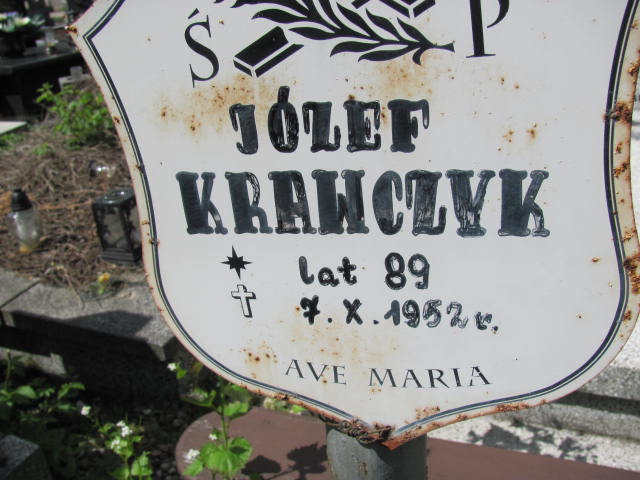 Ś P
JÓZEF
KRAWCZYK
lat 89
7. X. 1952 r.
AVE MARIA